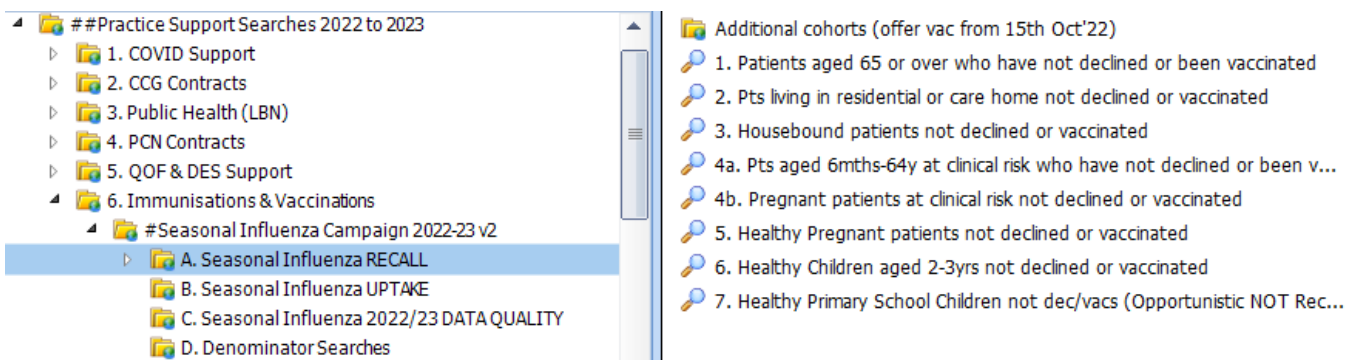 ##Practice Support Searches 2022 to 2023
1. COVID Support
2. CCG Contracts
3. Public Health (LBN)
4. PCN Contracts
5. QOF & DES Support
6. Immunisations & Vaccinations
#Seasonal Influenza Campaign 2022-23 v2
A. Seasonal Influenza RECALL
B. Seasonal Influenza UPTAKE
C. Seasonal Influenza 2022/23 DATA QUALITY
D. Denominator Searches
Additional cohorts (offer vac from 15th Oct'22)
1. Patients aged 65 or over who have not declined or been vaccinated
2. Pts living in residential or care home not declined or vaccinated
3. Housebound patients not declined or vaccinated
4a. Pts aged 6mths-64y at clinical risk who have not declined or been v...
4b. Pregnant patients at clinical risk not declined or vaccinated
5. Healthy Pregnant patients not declined or vaccinated
6. Healthy Children aged 2-3yrs not declined or vaccinated
7. Healthy Primary School Children not dec/vacs (Opportunistic NOT Rec...